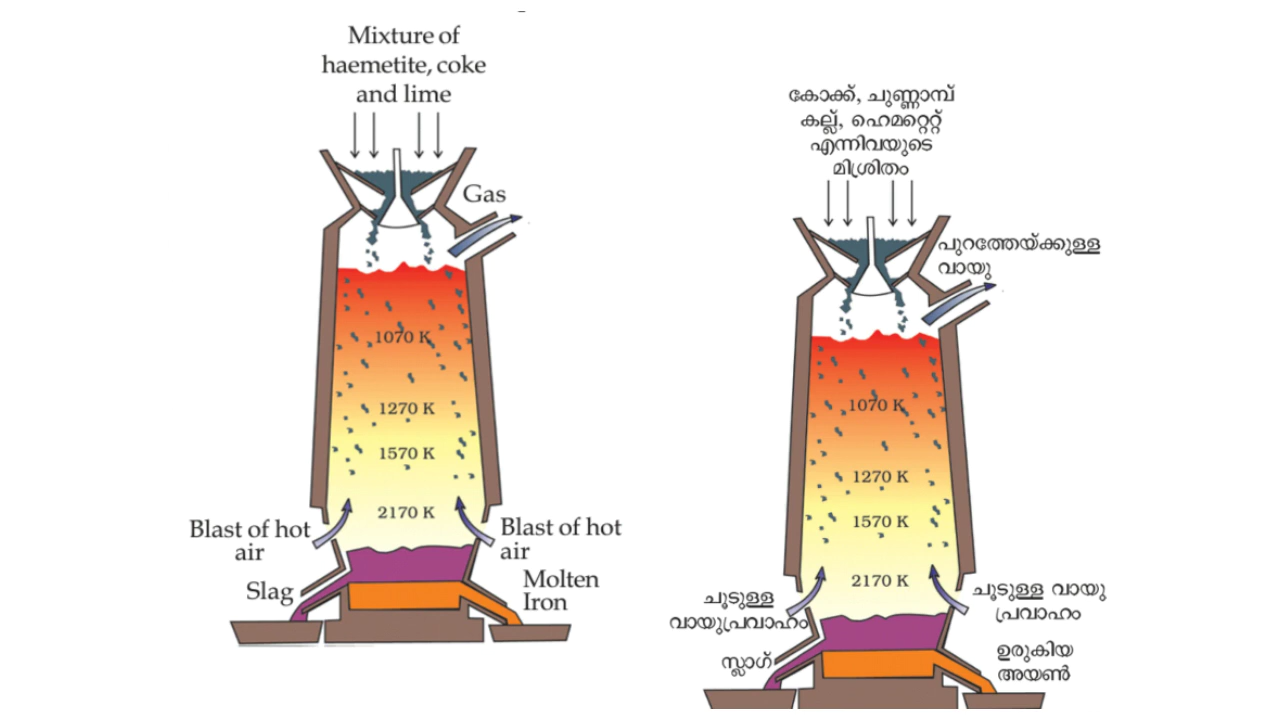 Mixture of
haemetite, coke
and lime
Gas
1070 K
1270 K
1570 K
2170 K
Blast of hot
air
Blast of hot
air
Slag
Molten
Iron
കോക്ക്, ചുണ്ണാമ്പ്
കല്ല്, ഹെമറ്റൈറ്റ്
എന്നിവയുടെ
മിശ്രിതം
പുറത്തേയ്ക്കുള്ള
വായു
1070 K
1270 K
1570 K
2170 K
ചൂടുള്ള
വായുപ്രവാഹം
ചൂടുള്ള വായു
പ്രവാഹം
സ്ലാഗ്
ഉരുകിയ
അയൺ